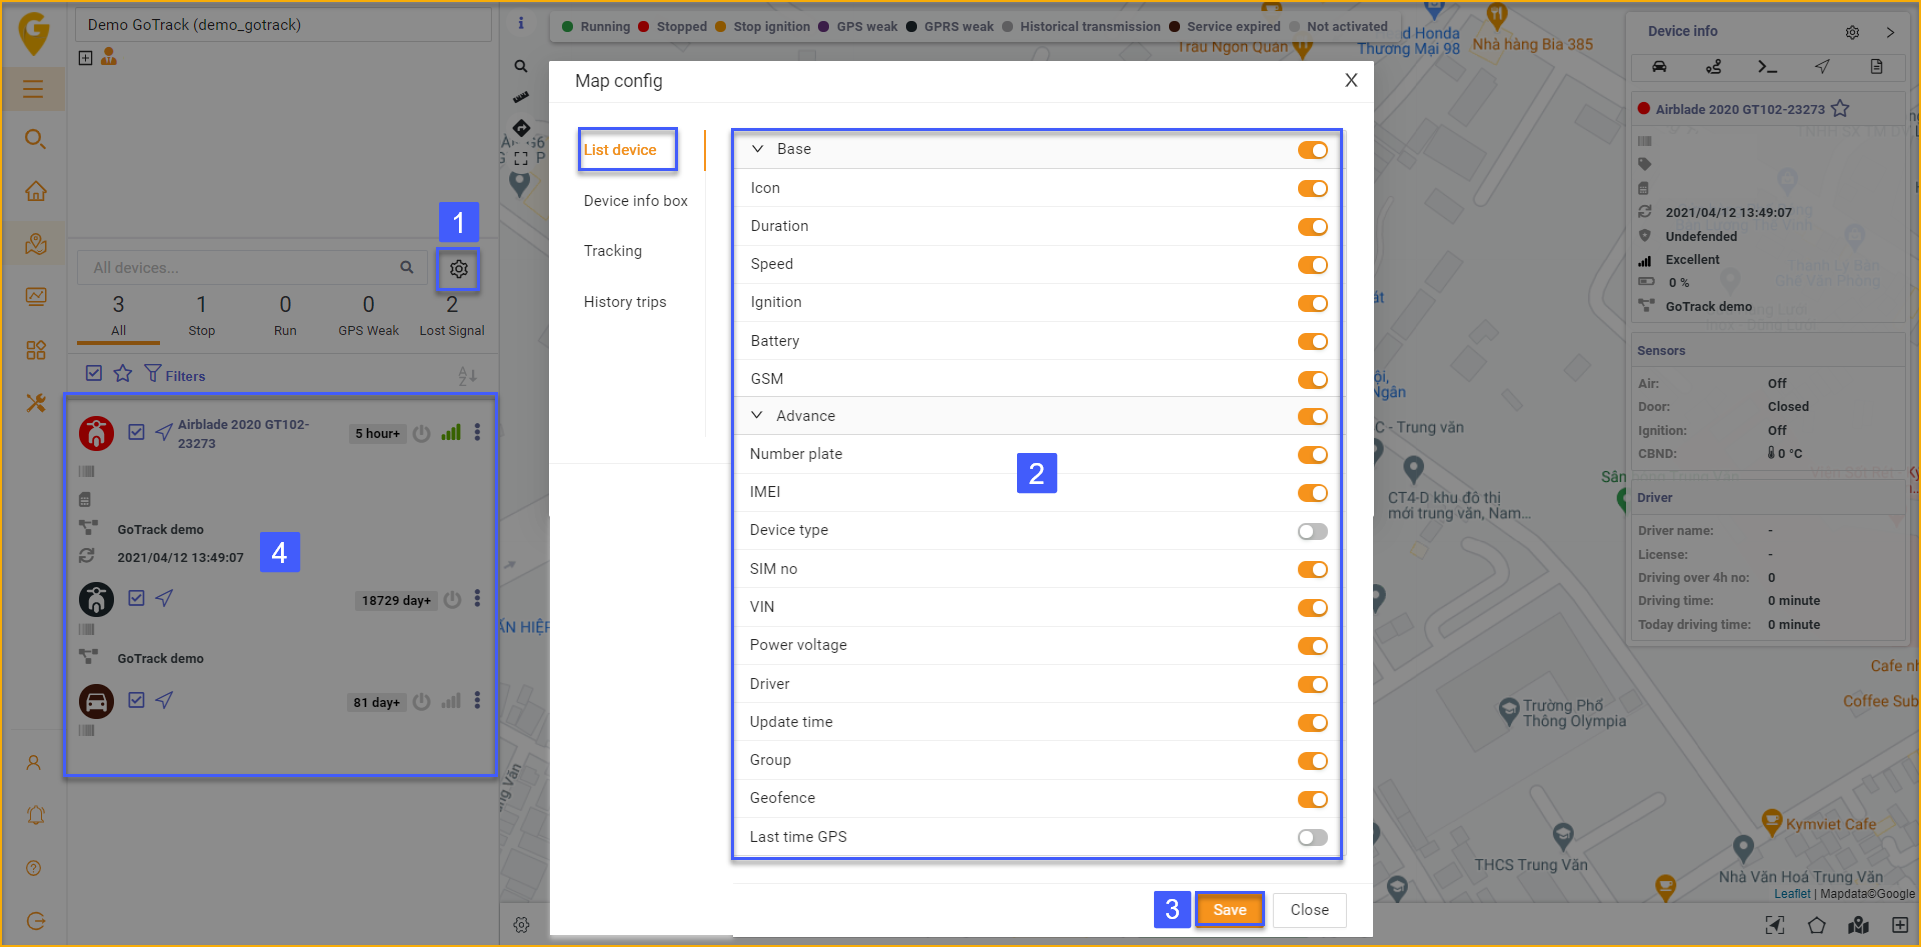 Demo GoTrack (demo_gotrack)
1
All devices...
3
1
0
0
2
All
Stop
Run
GPS Weak
Lost Signal
Filters
Airblade 2020 GT102-
23273
5 hour+
GoTrack demo
2021/04/12 13:49:07
4
18729 day+
GoTrack demo
81 day+
Running
Stopped
Stop ignition
GPS weak
GPRS weak
Historical transmission
Service expired
Not activated
Map config
X
List device
Device info box
Tracking
History trips
Base
Icon
Duration
Speed
Ignition
Battery
GSM
Advance
Number plate
2
IMEI
Device type
SIM no
VIN
Power voltage
Driver
Update time
Group
Geofence
Last time GPS
3
Save
Close
Trâu Ngon Quán
d Honda
Thương Mại 98
Nhà hàng Bia 385
C - Trung văn
CT4-D khu đô thị
mới trung văn, Nam...
Trường Phổ
Thông Olympia
Coffee Sub
Kymviet Cafe
THCS Trung Văn
Nhà Văn Hoá Trung Văn
Leaflet | Mapdata©Google
Device info
Airblade 2020 GT102-23273
2021/04/12 13:49:07
Undefended
Excellent
0 %
GoTrack demo
Sensors
Air: Off
Door: Closed
Ignition: Off
CBND: 0 °C
Driver
Driver name: -
License: -
Driving over 4h no: 0
Driving time: 0 minute
Today driving time: 0 minute